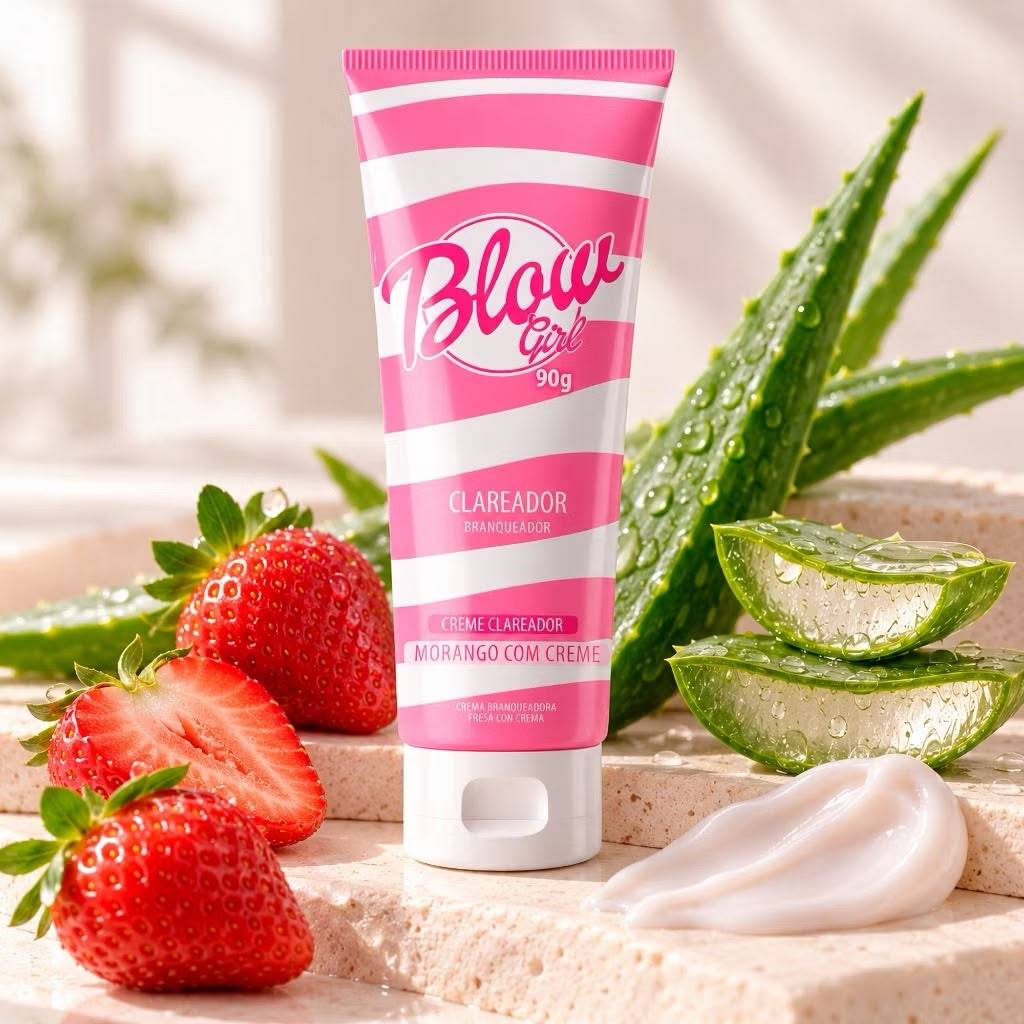 Blow
Girl
90g
CLAREADOR
BRANQUEADOR
CREME CLAREADOR
MORANGO COM CREME
CREMA BRANQUEADORA
FRESA CON CREMA